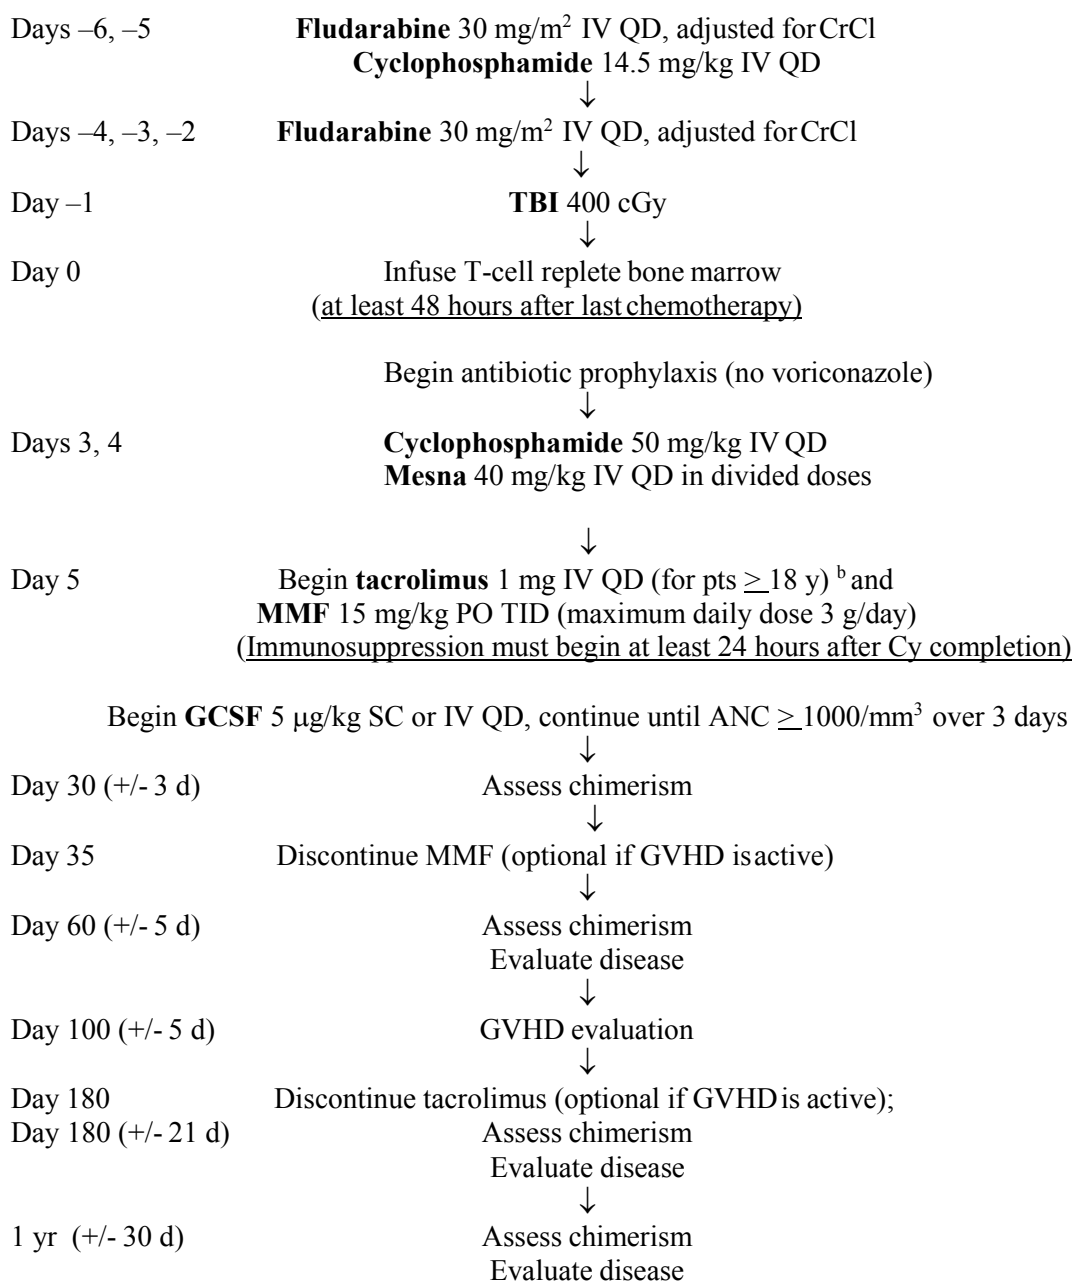 Days –6, –5 Fludarabine 30 mg/m² IV QD, adjusted for CrCl
Cyclophosphamide 14.5 mg/kg IV QD
↓
Days –4, –3, –2 Fludarabine 30 mg/m² IV QD, adjusted for CrCl
↓
Day –1 TBI 400 cGy
↓
Day 0 Infuse T-cell replete bone marrow
(at least 48 hours after last chemotherapy)
Begin antibiotic prophylaxis (no voriconazole)
↓
Days 3, 4 Cyclophosphamide 50 mg/kg IV QD
Mesna 40 mg/kg IV QD in divided doses
↓
Day 5 Begin tacrolimus 1 mg IV QD (for pts ≥ 18 y) ᵇ and
MMF 15 mg/kg PO TID (maximum daily dose 3 g/day)
(Immunosuppression must begin at least 24 hours after Cy completion)
Begin GCSF 5 µg/kg SC or IV QD, continue until ANC ≥ 1000/mm³ over 3 days
↓
Day 30 (+/- 3 d) Assess chimerism
↓
Day 35 Discontinue MMF (optional if GVHD is active)
↓
Day 60 (+/- 5 d) Assess chimerism
Evaluate disease
↓
Day 100 (+/- 5 d) GVHD evaluation
↓
Day 180 Discontinue tacrolimus (optional if GVHD is active);
Day 180 (+/- 21 d) Assess chimerism
Evaluate disease
↓
1 yr (+/- 30 d) Assess chimerism
Evaluate disease